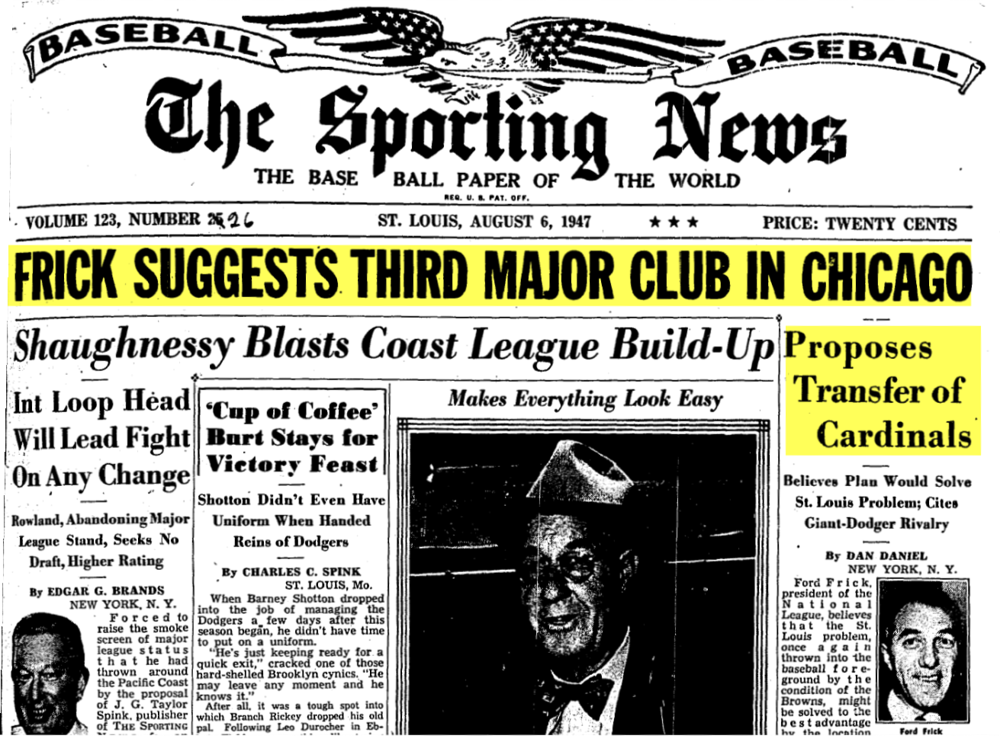 BASEBALL
BASEBALL
The Sporting News
THE BASE BALL PAPER OF THE WORLD
REG. U. S. PAT. OFF.
VOLUME 123, NUMBER 26
ST. LOUIS, AUGUST 6, 1947
★ ★ ★
PRICE: TWENTY CENTS
FRICK SUGGESTS THIRD MAJOR CLUB IN CHICAGO
Shaughnessy Blasts Coast League Build-Up
Int Loop Head
Will Lead Fight
On Any Change
Rowland, Abandoning Major
League Stand, Seeks No
Draft, Higher Rating
By EDGAR G. BRANDS
NEW YORK, N. Y.
Forced to
raise the smoke
screen of major
league status
that he had
thrown around
the Pacific Coast
by the proposal
of J. G. Taylor
Spink, publisher
of THE SPORTING
'Cup of Coffee'
Burt Stays for
Victory Feast
Shotton Didn't Even Have
Uniform When Handed
Reins of Dodgers
By CHARLES C. SPINK
ST. LOUIS, Mo.
When Barney Shotton dropped
into the job of managing the
Dodgers a few days after this
season began, he didn't have time
to put on a uniform.
"He's just keeping ready for a
quick exit," cracked one of those
hard-shelled Brooklyn cynics. "He
may leave any moment and he
knows it."
After all, it was a tough spot into
which Branch Rickey dropped his old
pal. Following Leo Durocher in Eb-
Makes Everything Look Easy
Proposes
Transfer of
Cardinals
Believes Plan Would Solve
St. Louis Problem; Cites
Giant-Dodger Rivalry
By DAN DANIEL
NEW YORK, N. Y.
Ford Frick,
president of the
National
League, believes
that the St.
Louis problem,
once again
thrown into the
baseball fore-
ground by the
condition of the
Browns, might
be solved to the
best advantage
by the location
Ford Frick